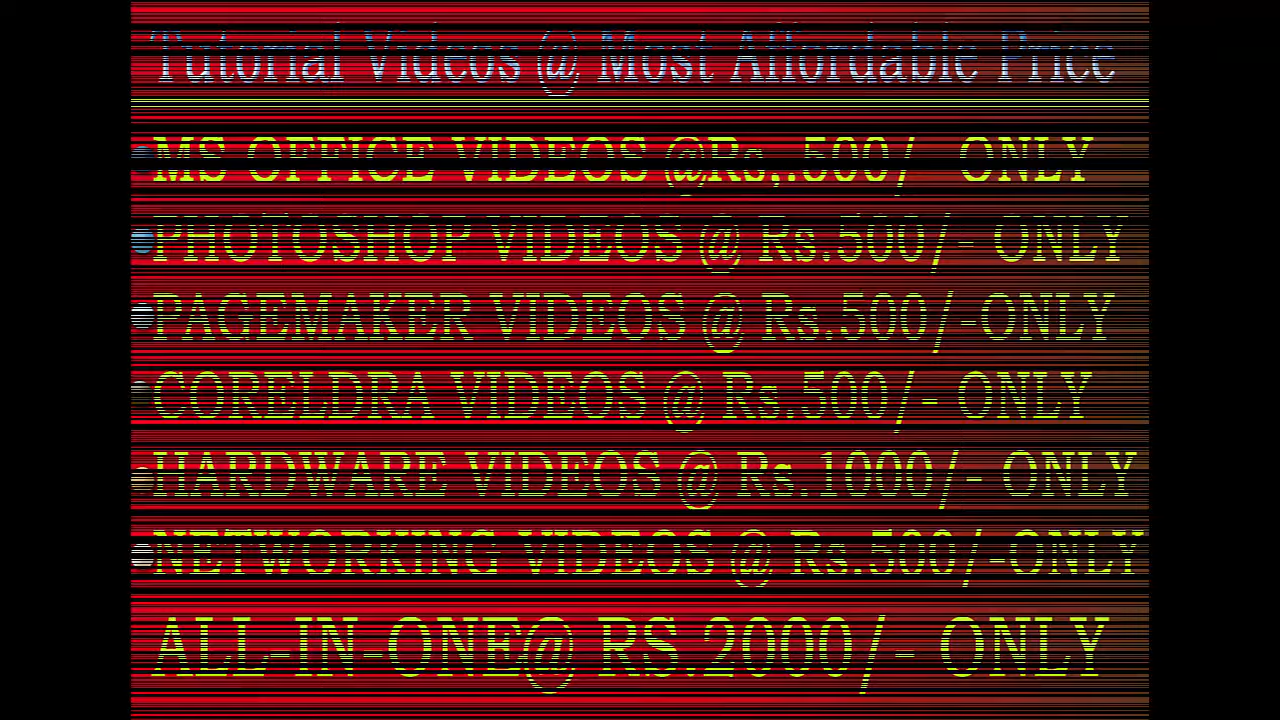 Tutorial Videos @ Most Affordable Price
•MS OFFICE VIDEOS @Rs,.500/- ONLY
•PHOTOSHOP VIDEOS @ Rs.500/- ONLY
•PAGEMAKER VIDEOS @ Rs.500/-ONLY
•CORELDRA VIDEOS @ Rs.500/- ONLY
•HARDWARE VIDEOS @ Rs.1000/- ONLY
•NETWORKING VIDEOS @ Rs.500/-ONLY
ALL-IN-ONE@ RS.2000/- ONLY